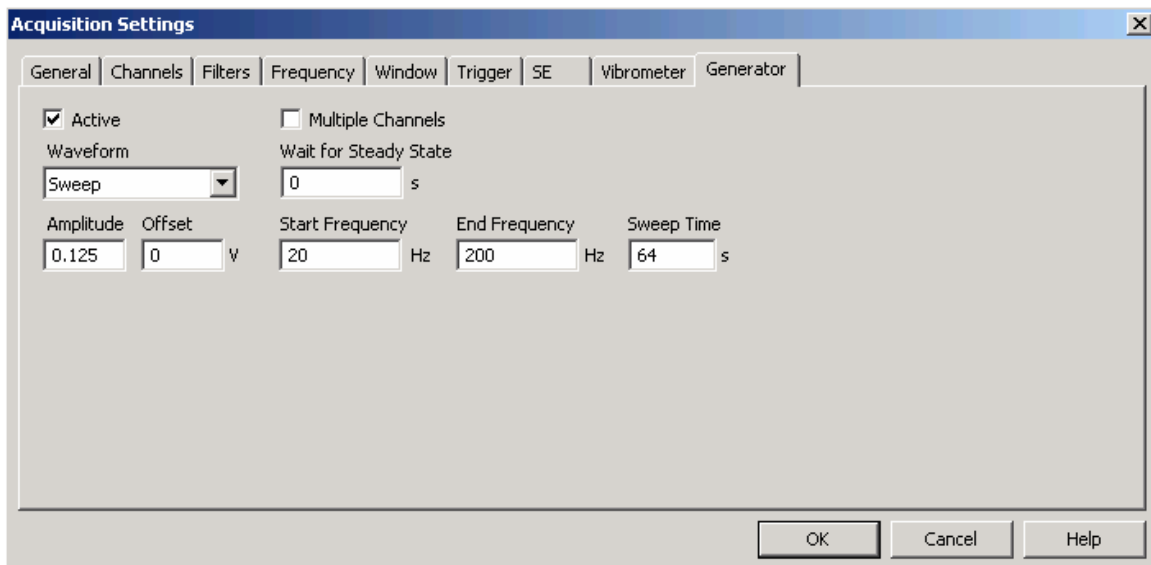 Acquisition Settings
General Channels Filters Frequency Window Trigger SE Vibrometer Generator
Active Multiple Channels
Waveform Wait for Steady State
Sweep 0 s
Amplitude Offset Start Frequency End Frequency Sweep Time
0.125 0 V 20 Hz 200 Hz 64 s
OK Cancel Help